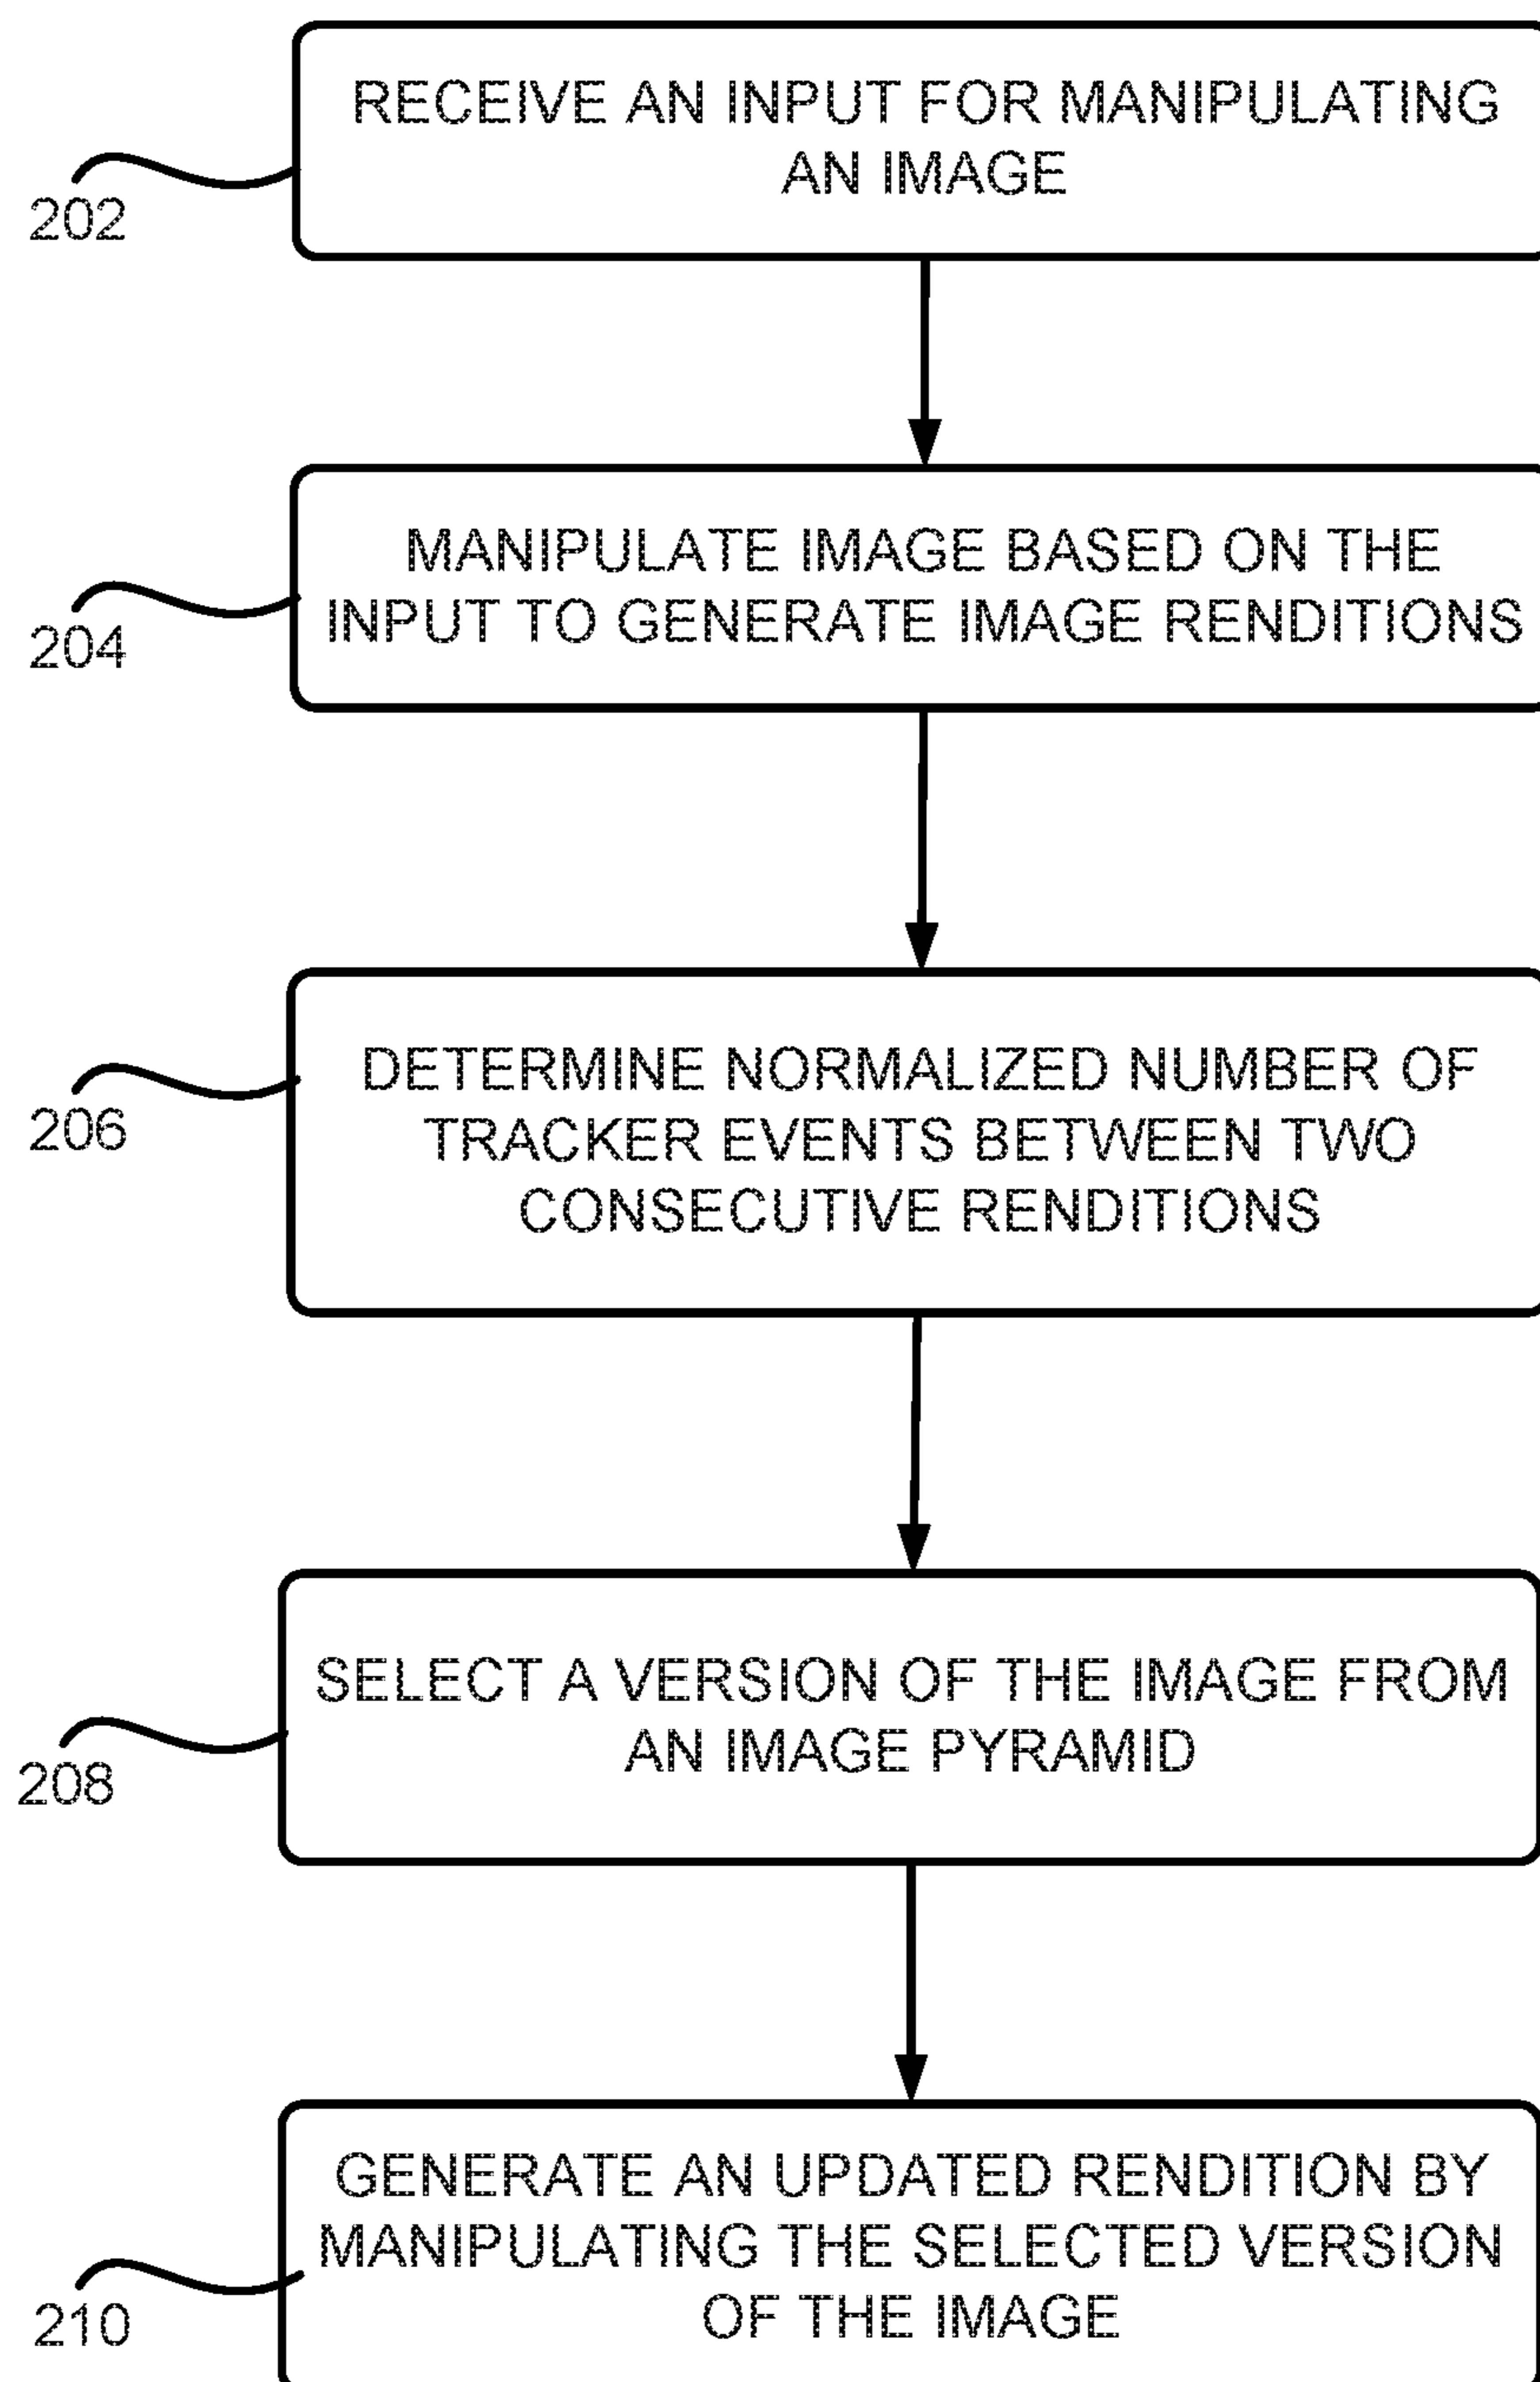 RECEIVE AN INPUT FOR MANIPULATING
AN IMAGE
202
MANIPULATE IMAGE BASED ON THE
INPUT TO GENERATE IMAGE RENDITIONS
204
DETERMINE NORMALIZED NUMBER OF
TRACKER EVENTS BETWEEN TWO
CONSECUTIVE RENDITIONS
206
SELECT A VERSION OF THE IMAGE FROM
AN IMAGE PYRAMID
208
GENERATE AN UPDATED RENDITION BY
MANIPULATING THE SELECTED VERSION
OF THE IMAGE
210